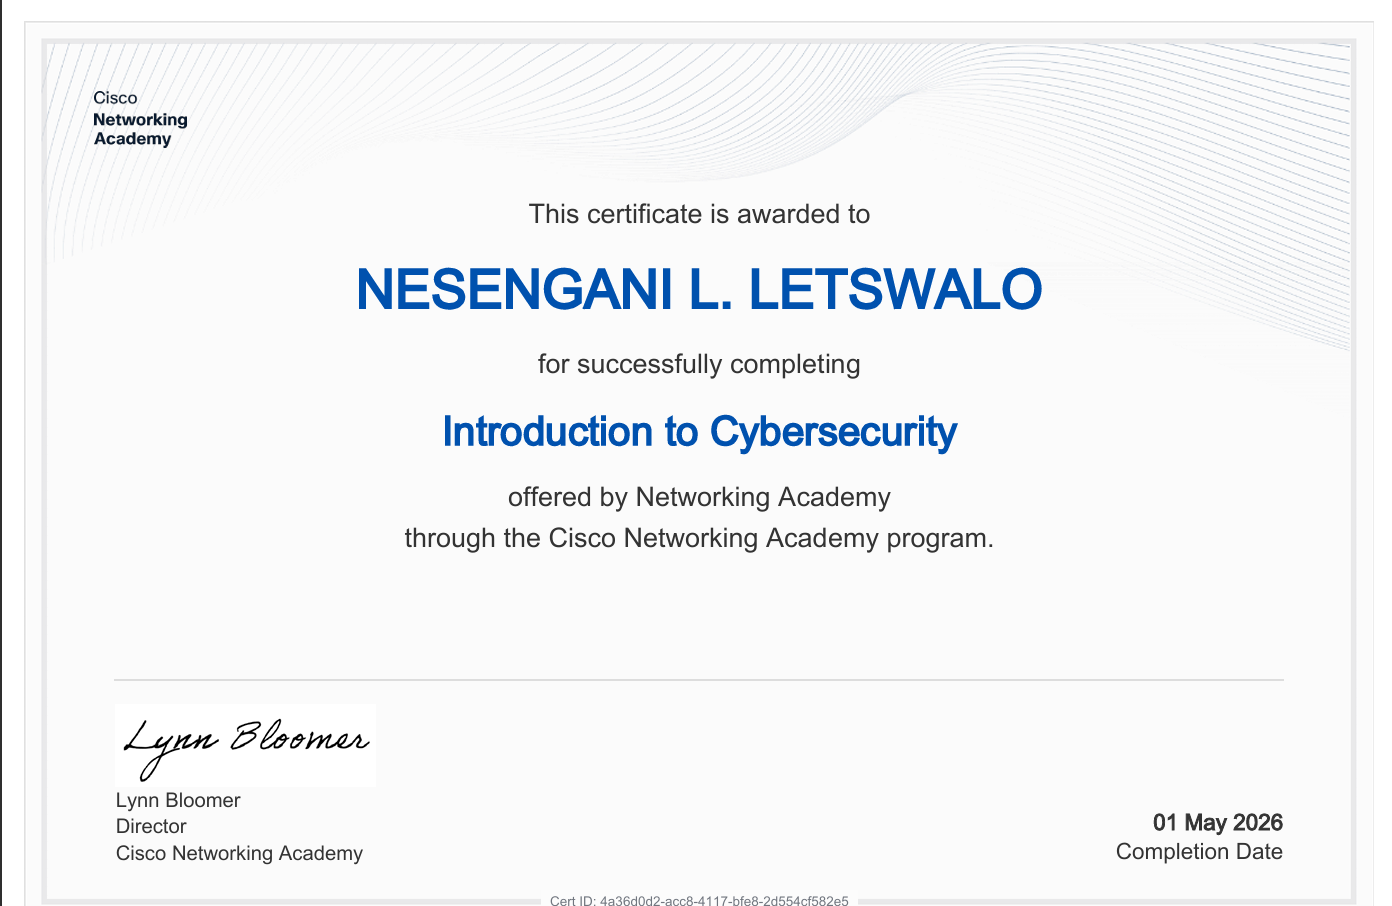 Cisco
Networking
Academy
This certificate is awarded to
NESENGANI L. LETSWALO
for successfully completing
Introduction to Cybersecurity
offered by Networking Academy
through the Cisco Networking Academy program.
Lynn Bloomer
Lynn Bloomer
Director
Cisco Networking Academy
01 May 2026
Completion Date
Cert ID: 4a36d0d2-acc8-4117-bfe8-2d554cf582e5